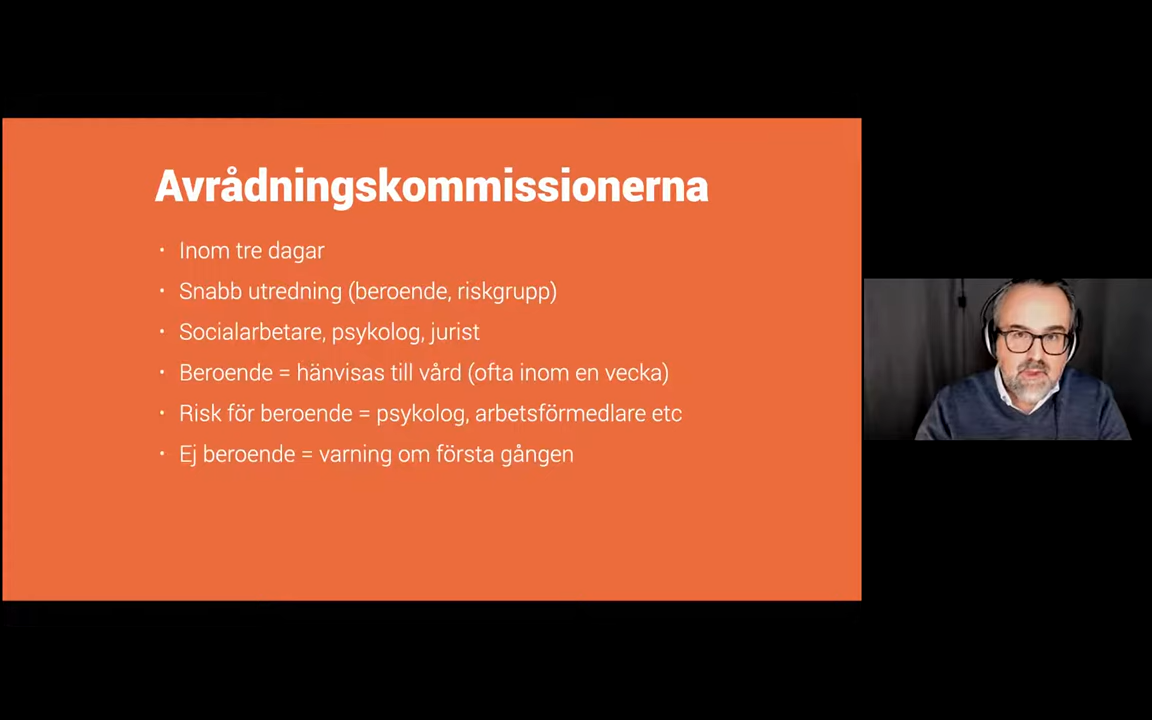 Avrådningskommissionerna
• Inom tre dagar
• Snabb utredning (beroende, riskgrupp)
• Socialarbetare, psykolog, jurist
• Beroende = hänvisas till vård (ofta inom en vecka)
• Risk för beroende = psykolog, arbetsförmedlare etc
• Ej beroende = varning om första gången